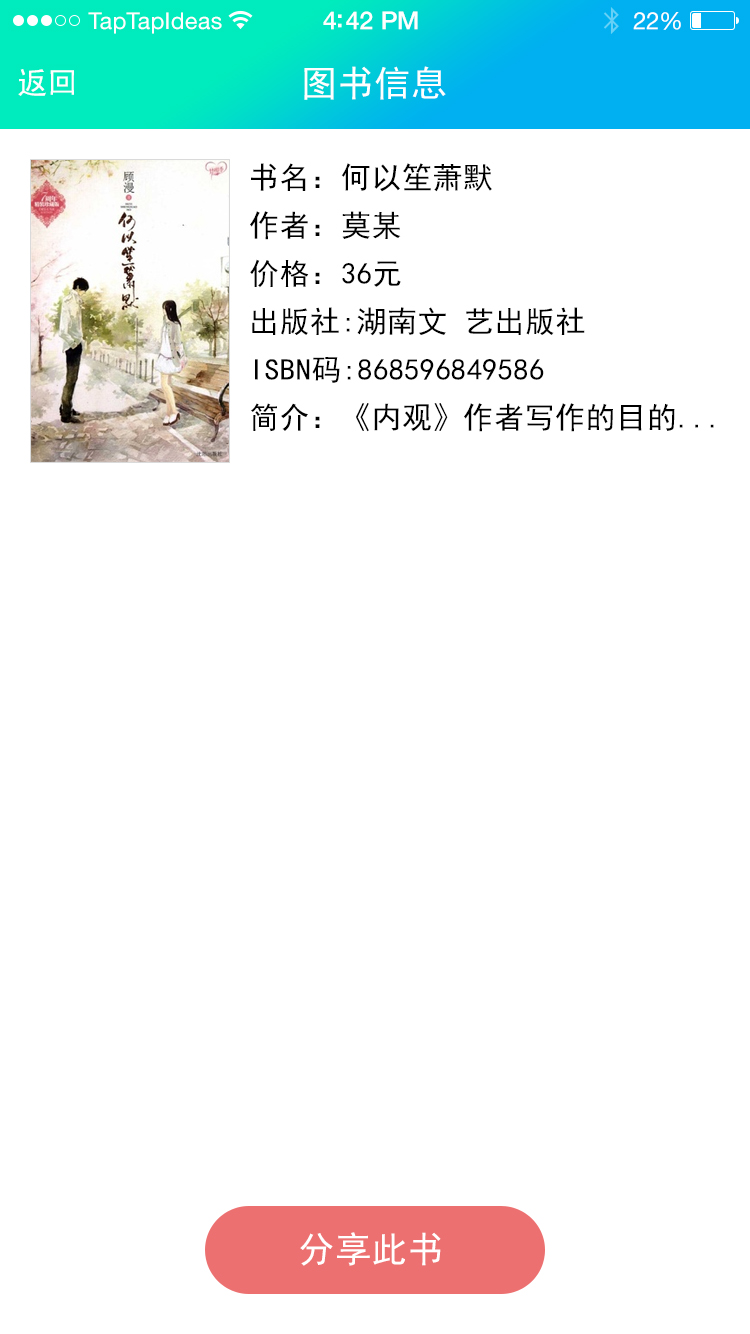 TapTapIdeas 4:42 PM 22%
返回 图书信息
顾漫
何以笙萧默
书名：何以笙萧默
作者：莫某
价格：36元
出版社:湖南文 艺出版社
ISBN码:868596849586
简介：《内观》作者写作的目的...
分享此书